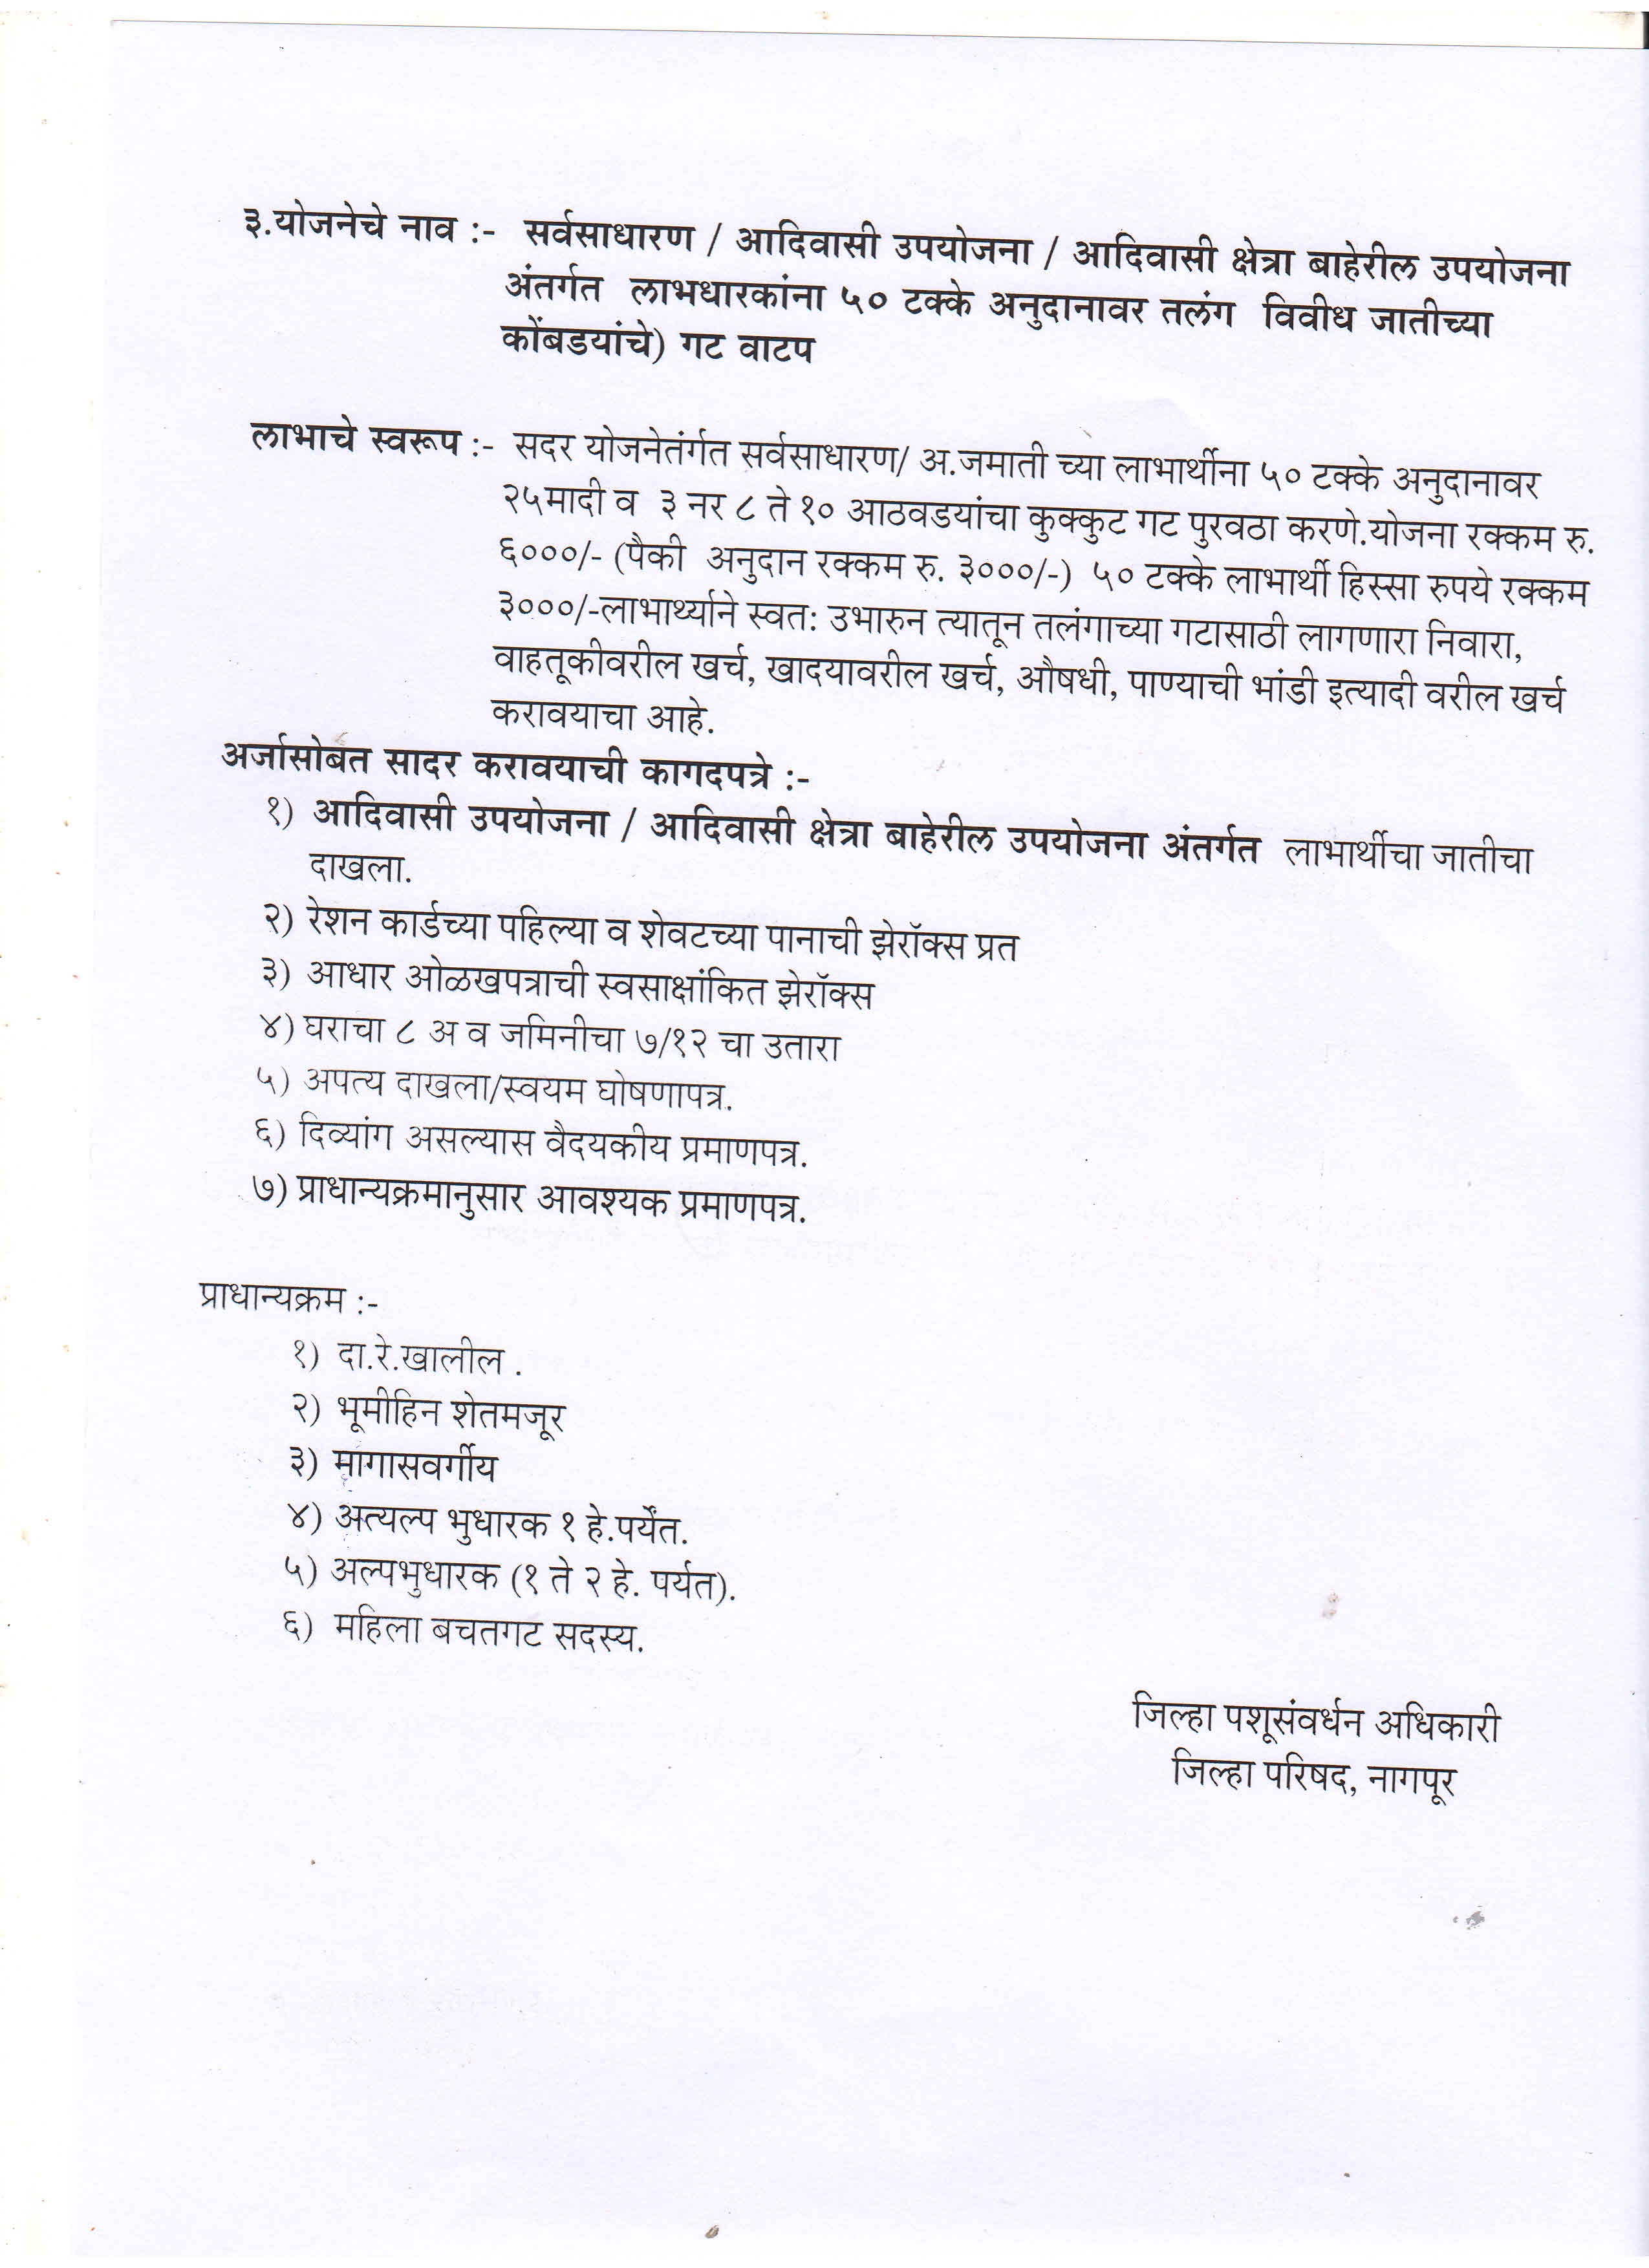 ३.योजनेचे नाव :- सर्वसाधारण / आदिवासी उपयोजना / आदिवासी क्षेत्रा बाहेरील उपयोजना
अंतर्गत लाभधारकांना ५० टक्के अनुदानावर तलंग विवीध जातीच्या
कोंबडयांचे) गट वाटप
लाभाचे स्वरूप :- सदर योजनेतंर्गत सर्वसाधारण/ अ.जमाती च्या लाभार्थीना ५० टक्के अनुदानावर
२५मादी व ३ नर ८ ते १० आठवडयांचा कुक्कुट गट पुरवठा करणे.योजना रक्कम रु.
६०००/- (पैकी अनुदान रक्कम रु. ३०००/-) ५० टक्के लाभार्थी हिस्सा रुपये रक्कम
३०००/-लाभार्थ्याने स्वत: उभारुन त्यातून तलंगाच्या गटासाठी लागणारा निवारा,
वाहतूकीवरील खर्च, खादयावरील खर्च, औषधी, पाण्याची भांडी इत्यादी वरील खर्च
करावयाचा आहे.
अर्जासोबत सादर करावयाची कागदपत्रे :-
१) आदिवासी उपयोजना / आदिवासी क्षेत्रा बाहेरील उपयोजना अंतर्गत लाभार्थीचा जातीचा
दाखला.
२) रेशन कार्डच्या पहिल्या व शेवटच्या पानाची झेरॉक्स प्रत
३) आधार ओळखपत्राची स्वसाक्षांकित झेरॉक्स
४) घराचा ८ अ व जमिनीचा ७/१२ चा उतारा
५) अपत्य दाखला/स्वयम घोषणापत्र.
६) दिव्यांग असल्यास वैदयकीय प्रमाणपत्र.
७) प्राधान्यक्रमानुसार आवश्यक प्रमाणपत्र.
प्राधान्यक्रम :-
१) दा.रे.खालील .
२) भूमीहिन शेतमजूर
३) मागासवर्गीय
४) अत्यल्प भुधारक १ हे.पर्यंत.
५) अल्पभुधारक (१ ते २ हे. पर्यत).
६) महिला बचतगट सदस्य.
जिल्हा पशूसंवर्धन अधिकारी
जिल्हा परिषद, नागपूर